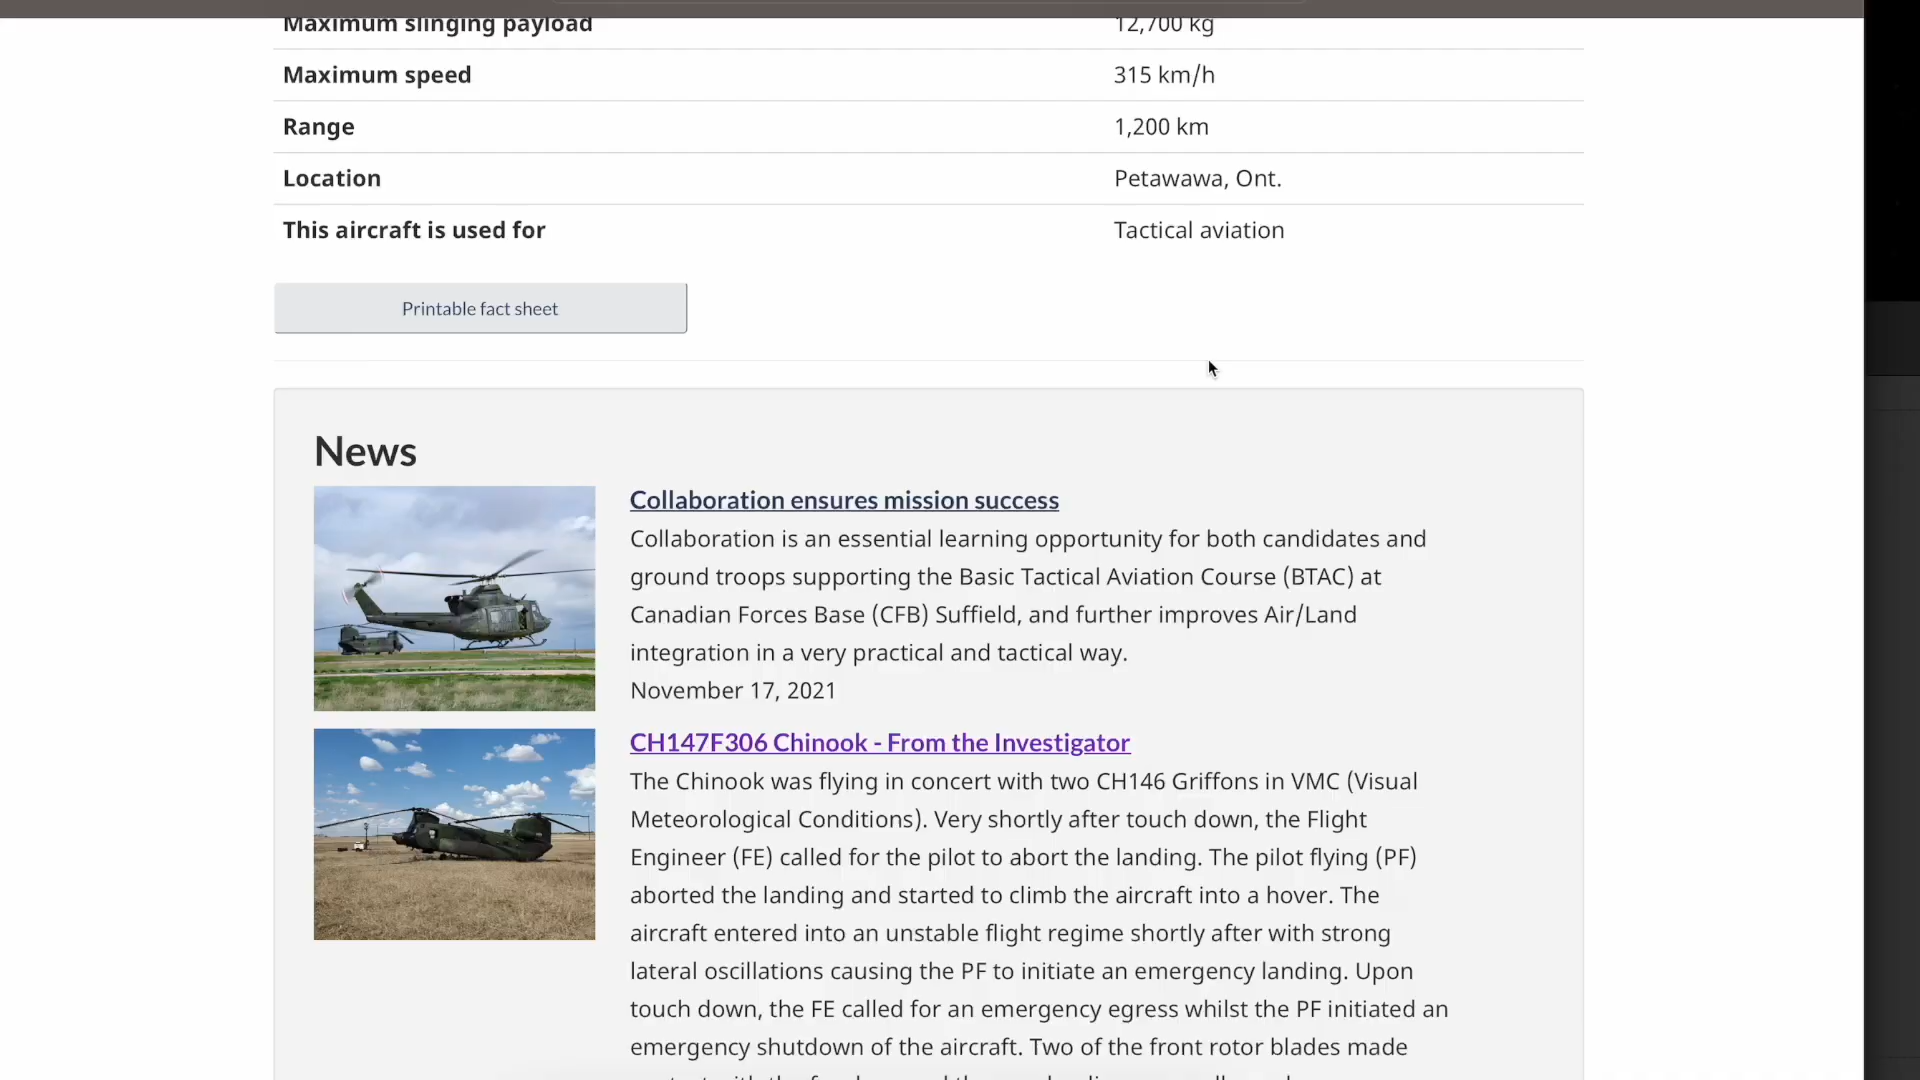 Maximum slinging payload 12,700 kg
Maximum speed 315 km/h
Range 1,200 km
Location Petawawa, Ont.
This aircraft is used for Tactical aviation
Printable fact sheet
News
Collaboration ensures mission success
Collaboration is an essential learning opportunity for both candidates and
ground troops supporting the Basic Tactical Aviation Course (BTAC) at
Canadian Forces Base (CFB) Suffield, and further improves Air/Land
integration in a very practical and tactical way.
November 17, 2021
CH147F306 Chinook - From the Investigator
The Chinook was flying in concert with two CH146 Griffons in VMC (Visual
Meteorological Conditions). Very shortly after touch down, the Flight
Engineer (FE) called for the pilot to abort the landing. The pilot flying (PF)
aborted the landing and started to climb the aircraft into a hover. The
aircraft entered into an unstable flight regime shortly after with strong
lateral oscillations causing the PF to initiate an emergency landing. Upon
touch down, the FE called for an emergency egress whilst the PF initiated an
emergency shutdown of the aircraft. Two of the front rotor blades made